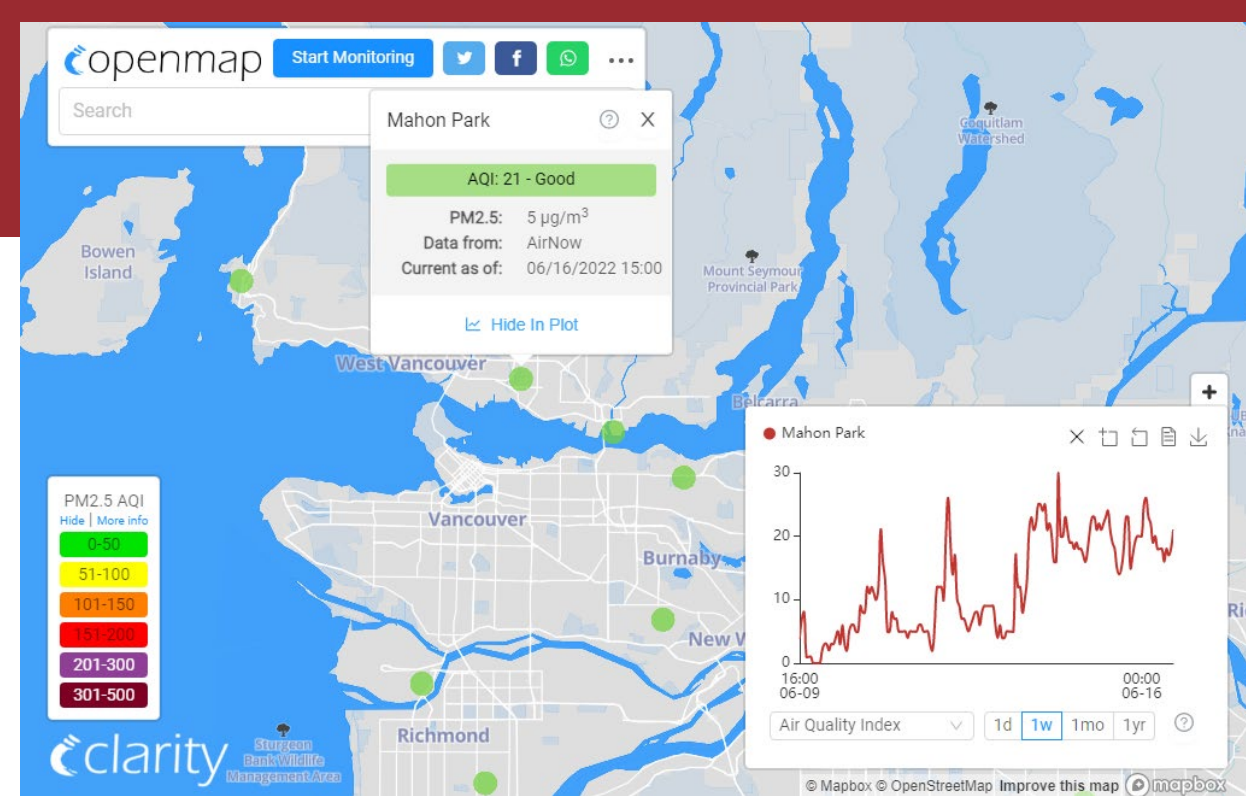 openmap
Start Monitoring
Search
Mahon Park
AQI: 21 - Good
PM2.5: 5 µg/m³
Data from: AirNow
Current as of: 06/16/2022 15:00
Hide In Plot
Coquitlam
Watershed
Bowen
Island
Mount Seymour
Provincial Park
West Vancouver
Belcarra
Vancouver
Burnaby
Richmond
Sturgeon
Bank Wildlife
Management Area
PM2.5 AQI
Hide | More info
0-50
51-100
101-150
151-200
201-300
301-500
clarity
Mahon Park
30
20
10
0
16:00
06-09
00:00
06-16
Air Quality Index
1d 1w 1mo 1yr
© Mapbox © OpenStreetMap Improve this map mapbox